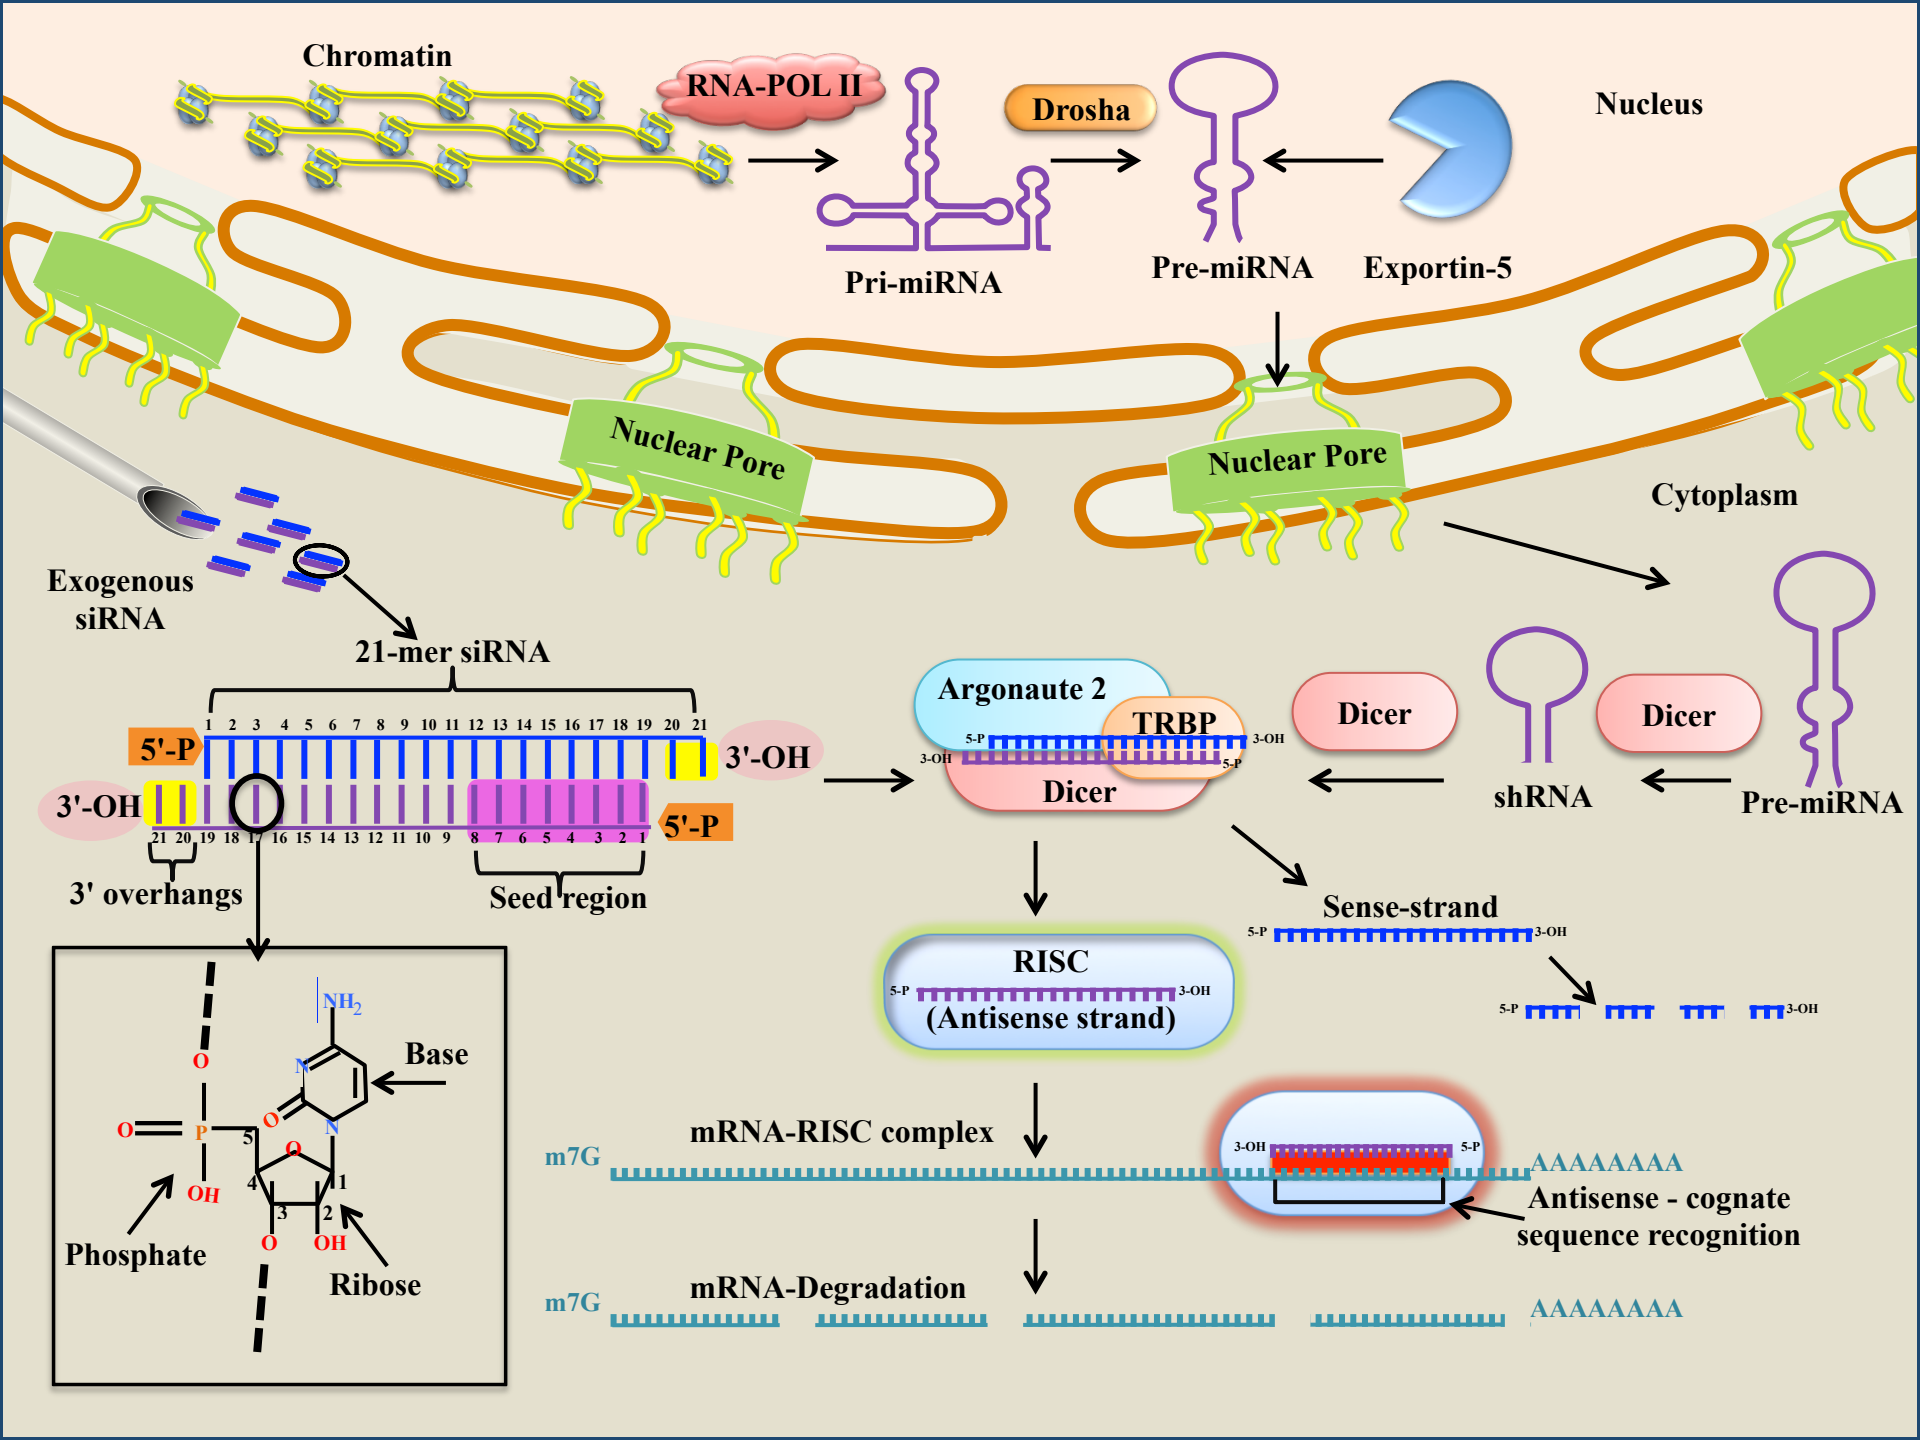 Chromatin
RNA-POL II
Drosha
Nucleus
Pri-miRNA
Pre-miRNA
Exportin-5
Nuclear Pore
Nuclear Pore
Cytoplasm
Exogenous
siRNA
21-mer siRNA
1 2 3 4 5 6 7 8 9 10 11 12 13 14 15 16 17 18 19 20 21
5'-P
3'-OH
3'-OH
5'-P
21 20 19 18 17 16 15 14 13 12 11 10 9 8 7 6 5 4 3 2 1
3' overhangs
Seed region
Argonaute 2
TRBP
5-P
3-OH
3-OH
5-P
Dicer
Dicer
shRNA
Dicer
Pre-miRNA
Sense-strand
5-P
3-OH
5-P
3-OH
RISC
5-P
3-OH
(Antisense strand)
NH2
O
N
Base
O
O
P
5
N
O
OH
4
1
3
2
O
OH
Phosphate
Ribose
mRNA-RISC complex
m7G
3-OH
5-P
AAAAAAAA
Antisense - cognate
sequence recognition
mRNA-Degradation
m7G
AAAAAAAA